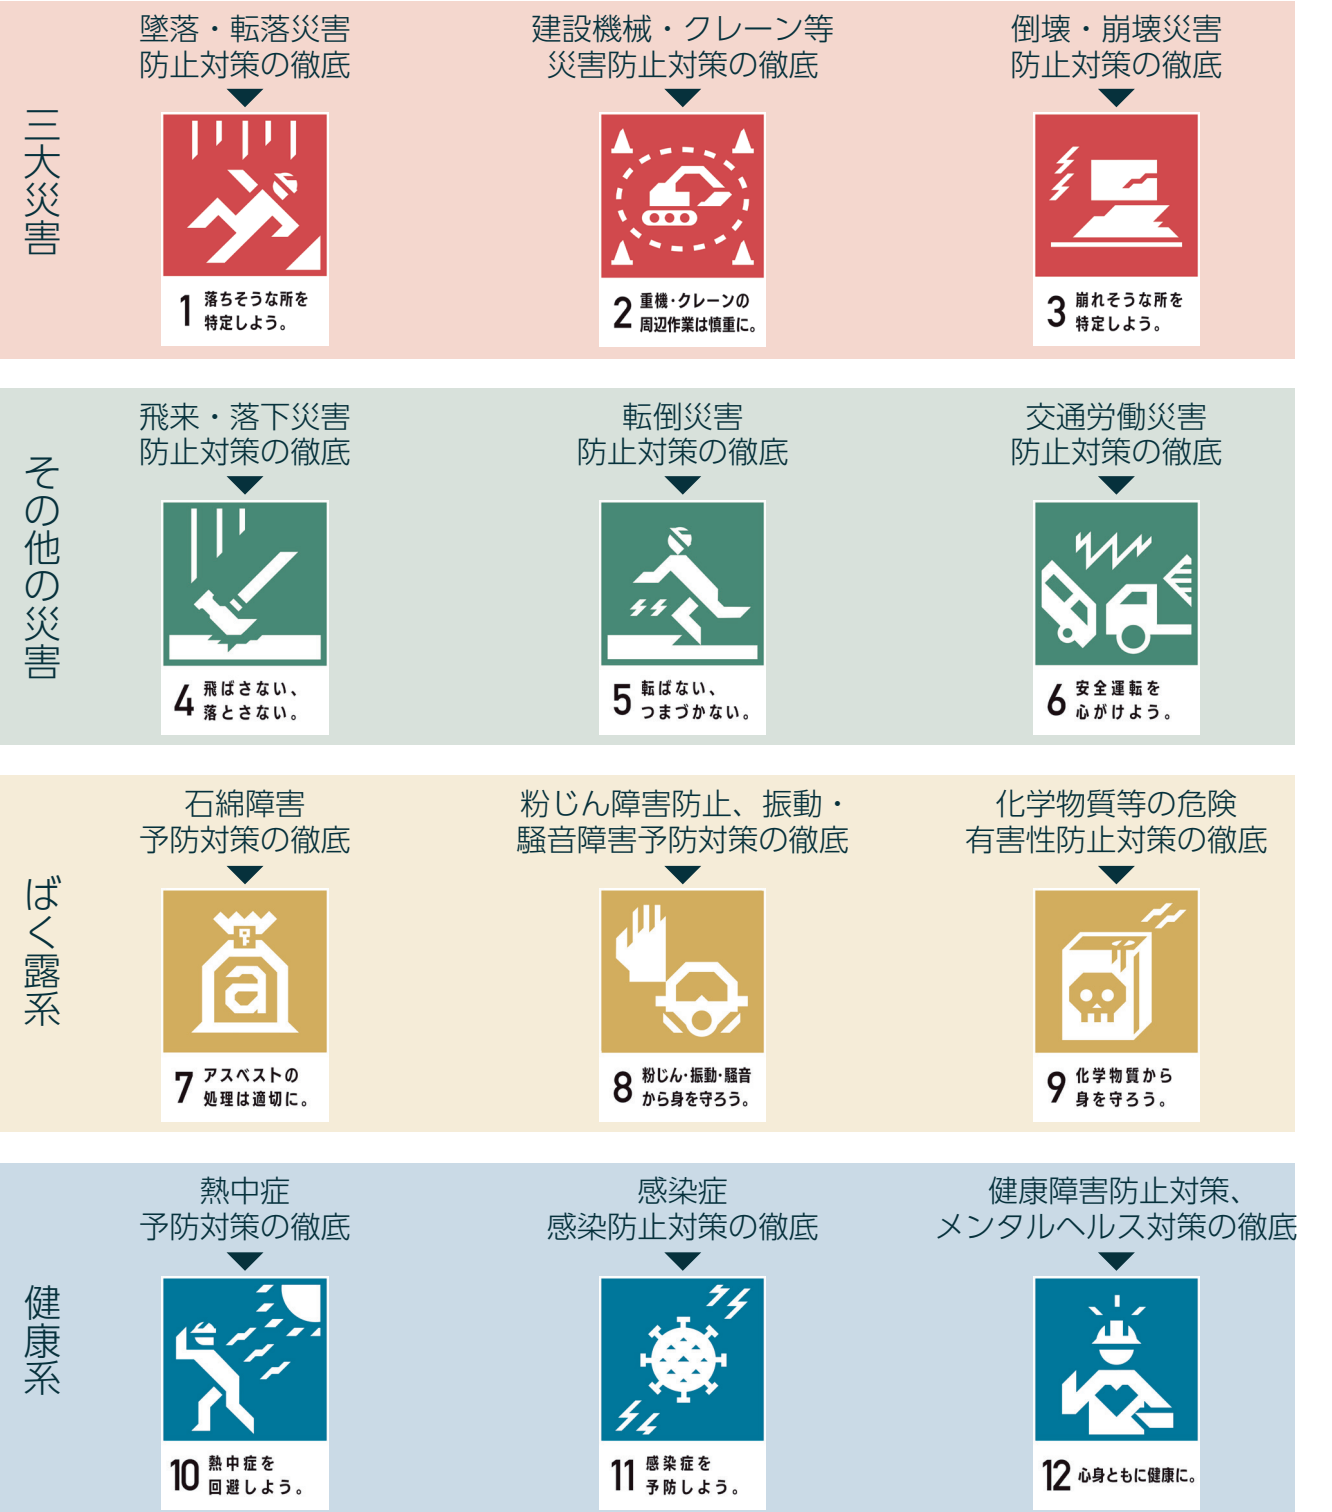 三大災害
墜落・転落災害
防止対策の徹底
1 落ちそうな所を
特定しよう。
建設機械・クレーン等
災害防止対策の徹底
2 重機・クレーンの
周辺作業は慎重に。
倒壊・崩壊災害
防止対策の徹底
3 崩れそうな所を
特定しよう。
その他の災害
飛来・落下災害
防止対策の徹底
4 飛ばさない、
落とさない。
転倒災害
防止対策の徹底
5 転ばない、
つまづかない。
交通労働災害
防止対策の徹底
6 安全運転を
心がけよう。
ばく露系
石綿障害
予防対策の徹底
a
7 アスベストの
処理は適切に。
粉じん障害防止、振動・
騒音障害予防対策の徹底
8 粉じん・振動・騒音
から身を守ろう。
化学物質等の危険
有害性防止対策の徹底
9 化学物質から
身を守ろう。
健康系
熱中症
予防対策の徹底
10 熱中症を
回避しよう。
感染症
感染防止対策の徹底
11 感染症を
予防しよう。
健康障害防止対策、
メンタルヘルス対策の徹底
12 心身ともに健康に。